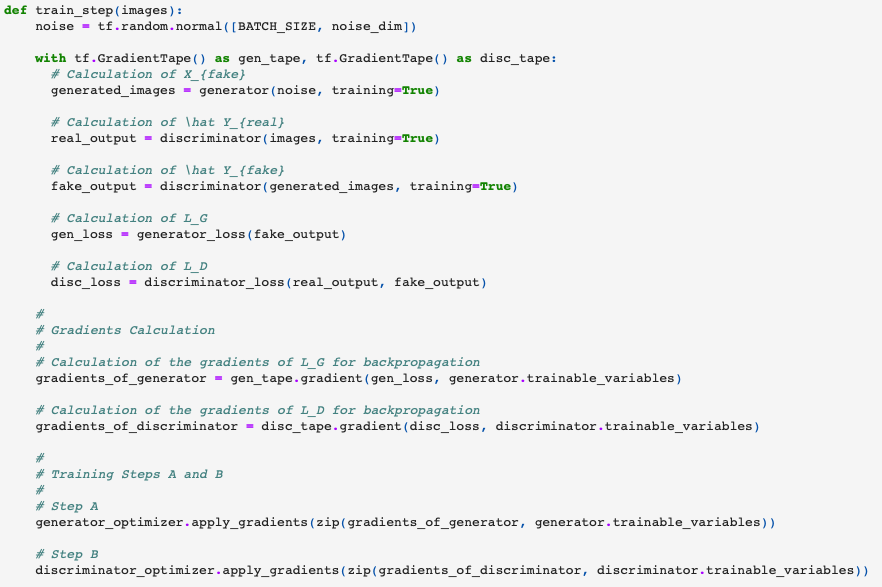 def train_step(images):
noise = tf.random.normal([BATCH_SIZE, noise_dim])
with tf.GradientTape() as gen_tape, tf.GradientTape() as disc_tape:
# Calculation of X_{fake}
generated_images = generator(noise, training=True)
# Calculation of \hat Y_{real}
real_output = discriminator(images, training=True)
# Calculation of \hat Y_{fake}
fake_output = discriminator(generated_images, training=True)
# Calculation of L_G
gen_loss = generator_loss(fake_output)
# Calculation of L_D
disc_loss = discriminator_loss(real_output, fake_output)
#
# Gradients Calculation
#
# Calculation of the gradients of L_G for backpropagation
gradients_of_generator = gen_tape.gradient(gen_loss, generator.trainable_variables)
# Calculation of the gradients of L_D for backpropagation
gradients_of_discriminator = disc_tape.gradient(disc_loss, discriminator.trainable_variables)
#
# Training Steps A and B
#
# Step A
generator_optimizer.apply_gradients(zip(gradients_of_generator, generator.trainable_variables))
# Step B
discriminator_optimizer.apply_gradients(zip(gradients_of_discriminator, discriminator.trainable_variables))